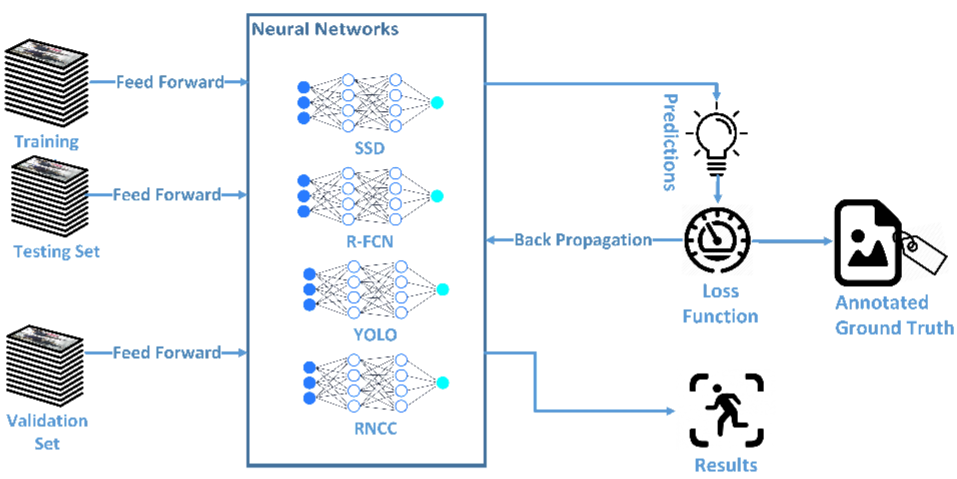 Neural Networks
Training
Feed Forward
Testing Set
Feed Forward
Validation
Set
Feed Forward
SSD
R-FCN
YOLO
RNCC
Predictions
Back Propagation
Loss
Function
Annotated
Ground Truth
Results